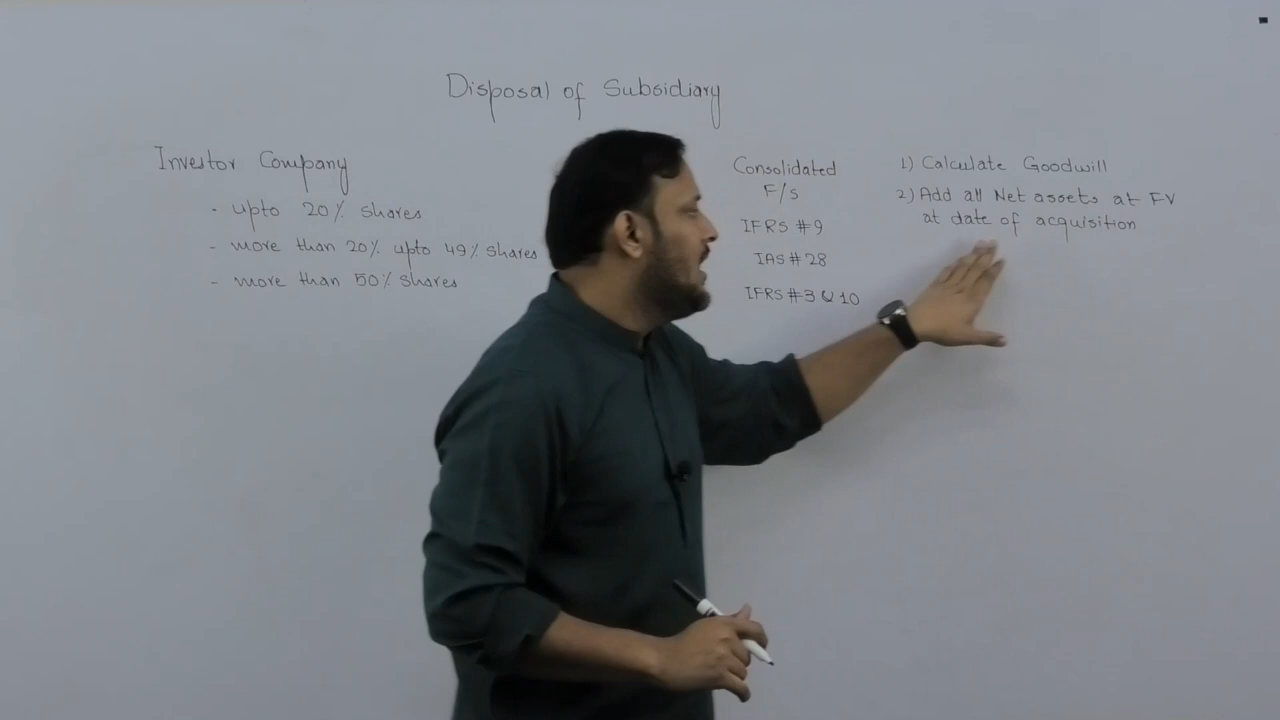 Disposal of Subsidiary
Investor Company
- upto 20% shares
- more than 20% upto 49% shares
- more than 50% shares
Consolidated
F/s
IFRS #9
IAS #28
IFRS #3 & 10
1) Calculate Goodwill
2) Add all Net assets at FV
at date of acquisition